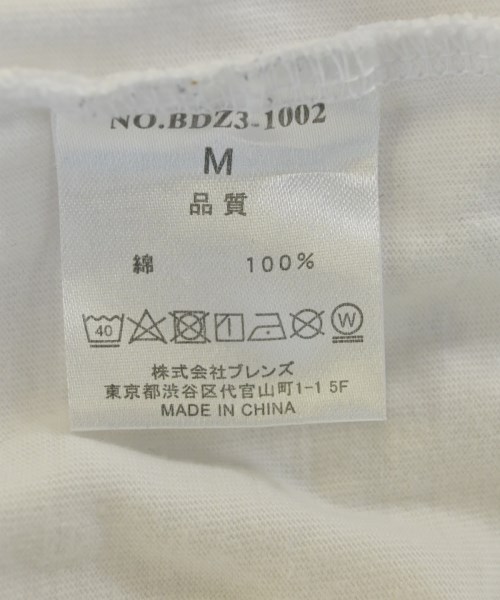 NO.BDZ3-1002
M
品質
綿 100%
40 W
株式会社ブレンズ
東京都渋谷区代官山町1-1 5F
MADE IN CHINA